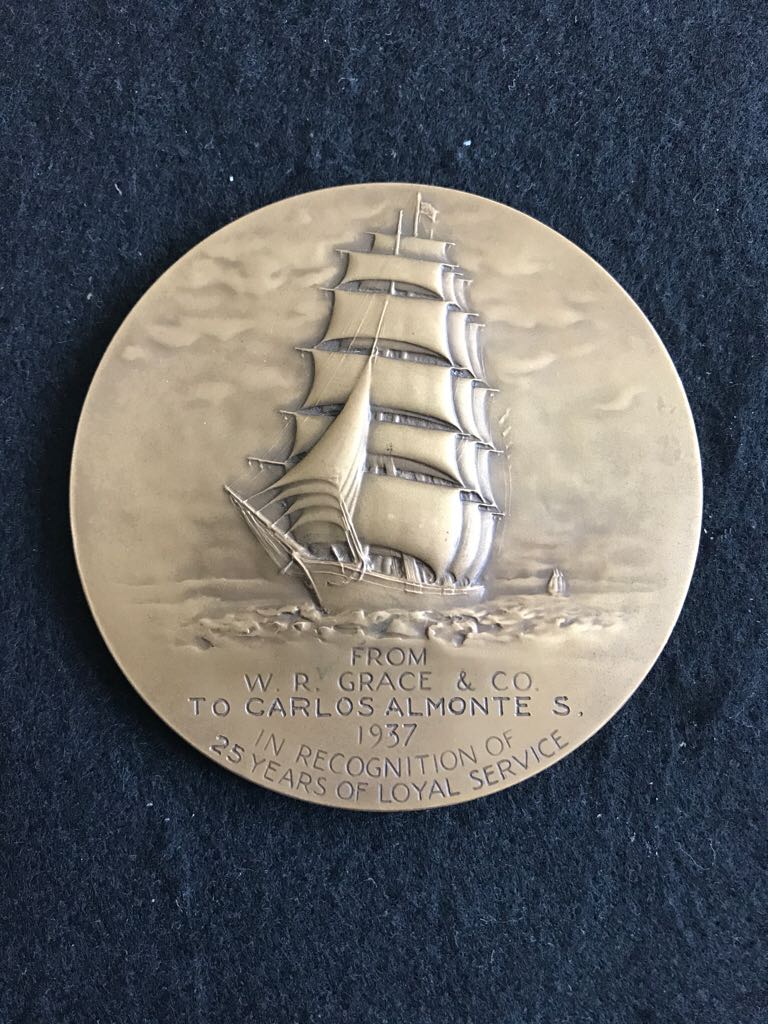 FROM
W. R. GRACE & CO.
TO CARLOS ALMONTE S.
1937
IN RECOGNITION OF
25 YEARS OF LOYAL SERVICE